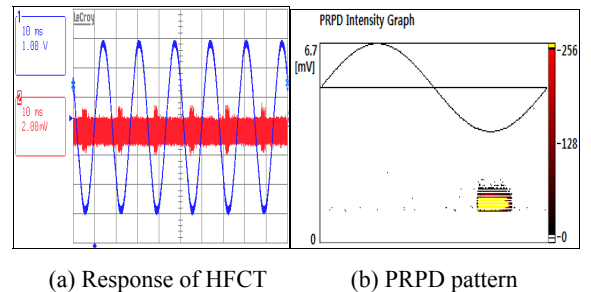 1
LeCroy
10 ms
1.00 V
2
10 ms
2.00mV
(a) Response of HFCT
PRPD Intensity Graph
6.7
[mV]
0
-256
-128
-0
(b) PRPD pattern